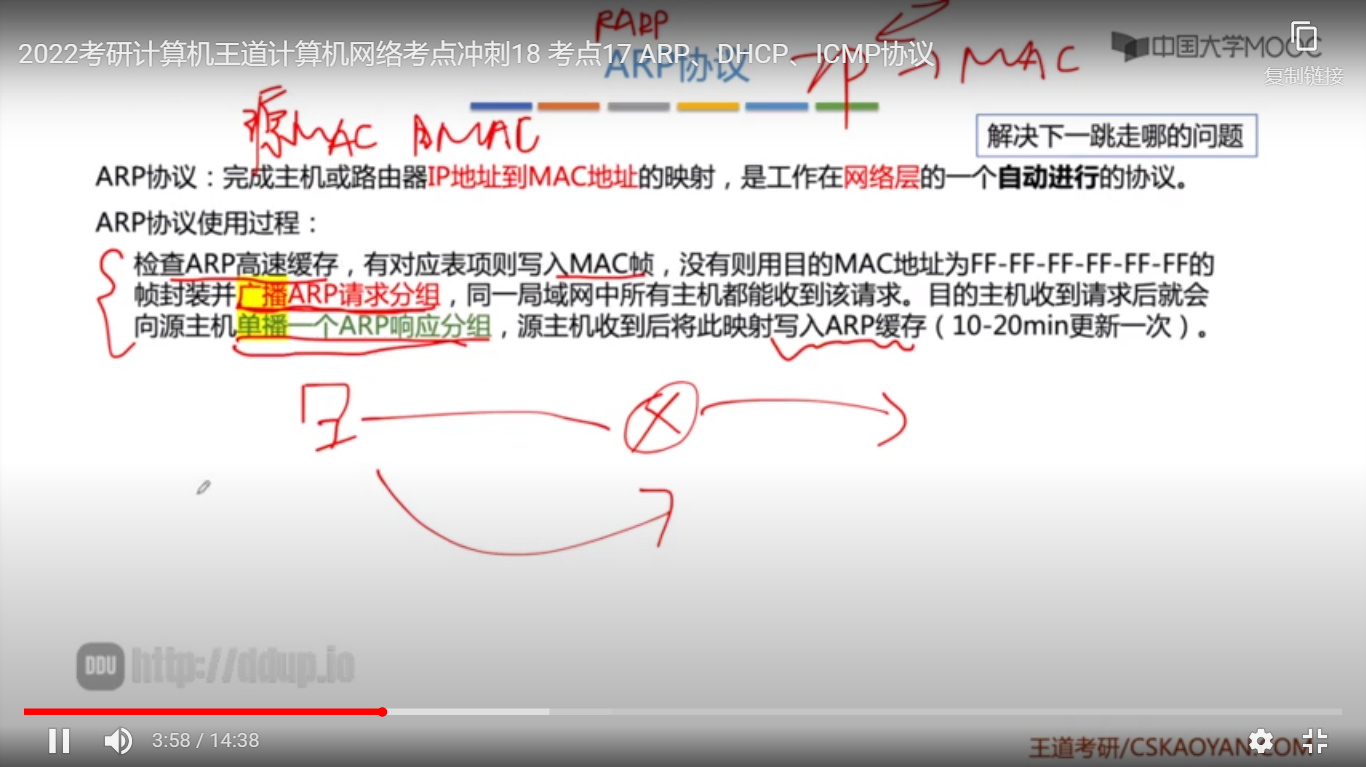 RARP
2022考研计算机王道计算机网络考点冲刺18 考点17 ARP、DHCP、ICMP协议
ARP协议
IP与MAC
中国大学MOOC
复制链接
源MAC 目MAC
解决下一跳走哪的问题
ARP协议：完成主机或路由器IP地址到MAC地址的映射，是工作在网络层的一个自动进行的协议。
ARP协议使用过程：
检查ARP高速缓存，有对应表项则写入MAC帧，没有则用目的MAC地址为FF-FF-FF-FF-FF-FF的
帧封装并广播ARP请求分组，同一局域网中所有主机都能收到该请求。目的主机收到请求后就会
向源主机单播一个ARP响应分组，源主机收到后将此映射写入ARP缓存（10-20min更新一次）。
DDU http://ddup.io
3:58 / 14:38
王道考研/CSKAOYAN.COM